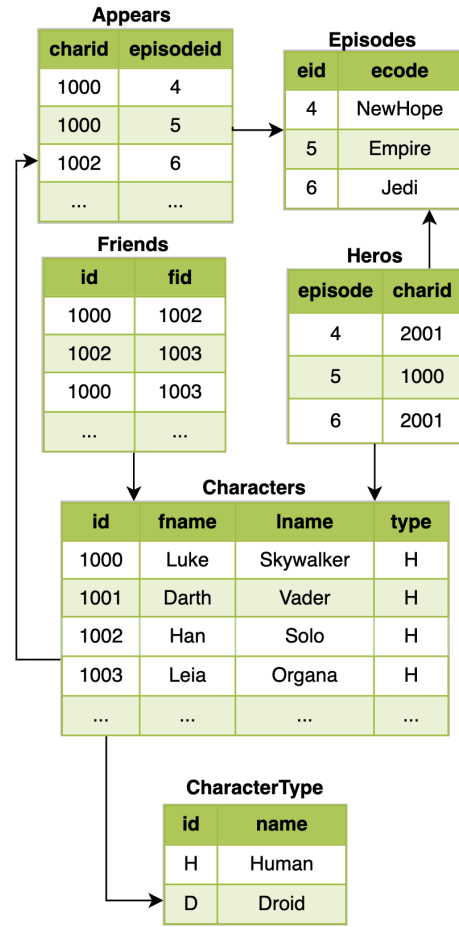 Appears
charid episodeid
1000 4
1000 5
1002 6
... ...
Episodes
eid ecode
4 NewHope
5 Empire
6 Jedi
Friends
id fid
1000 1002
1002 1003
1000 1003
... ...
Heros
episode charid
4 2001
5 1000
6 2001
Characters
id fname lname type
1000 Luke Skywalker H
1001 Darth Vader H
1002 Han Solo H
1003 Leia Organa H
... ... ... ...
CharacterType
id name
H Human
D Droid